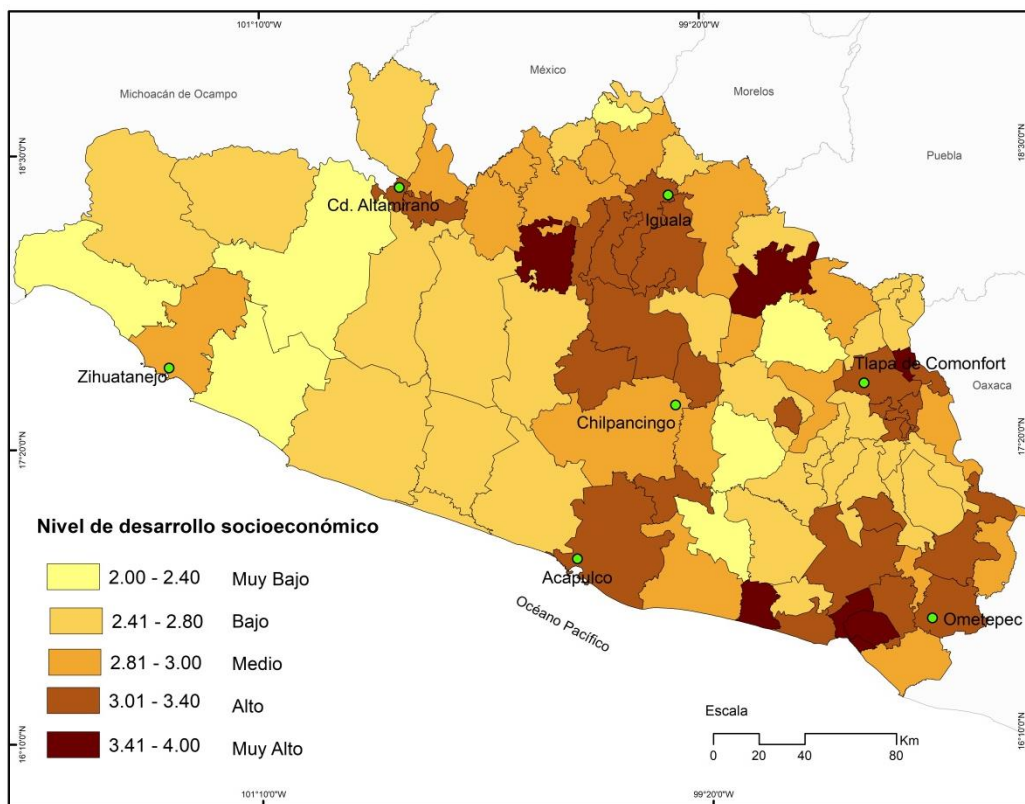 101°10'0"W
99°20'0"W
México
Michoacán de Ocampo
Morelos
18°30'0"N
18°30'0"N
Puebla
Cd. Altamirano
Iguala
Tlapa de Comonfort
Zihuatanejo
Oaxaca
Chilpancingo
17°20'0"N
17°20'0"N
Nivel de desarrollo socioeconómico
2.00 - 2.40 Muy Bajo
2.41 - 2.80 Bajo
2.81 - 3.00 Medio
3.01 - 3.40 Alto
3.41 - 4.00 Muy Alto
Acapulco
Océano Pacífico
Ometepec
Escala
Km
0 20 40 80
16°10'0"N
16°10'0"N
101°10'0"W
99°20'0"W